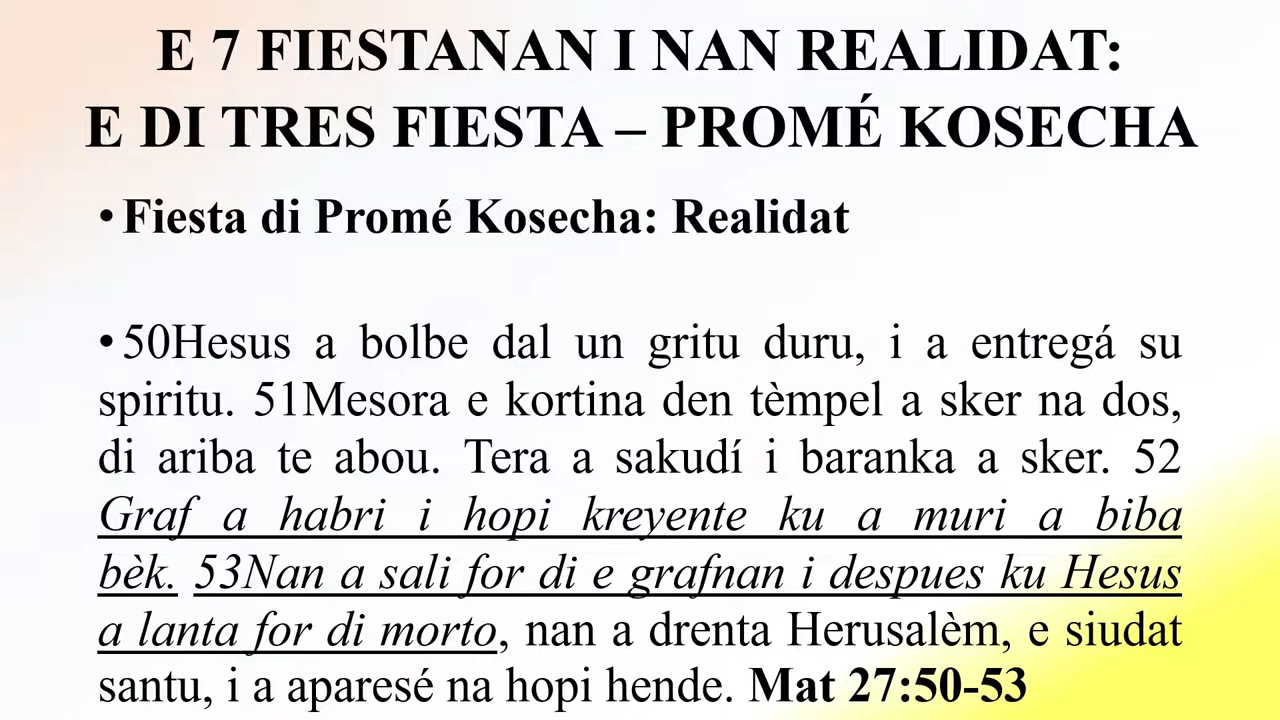 E 7 FIESTANAN I NAN REALIDAT:
E DI TRES FIESTA – PROMÉ KOSECHA
• Fiesta di Promé Kosecha: Realidat
• 50Hesus a bolbe dal un gritu duru, i a entregá su
spiritu. 51Mesora e kortina den tèmpel a sker na dos,
di ariba te abou. Tera a sakudí i baranka a sker. 52
Graf a habri i hopi kreyente ku a muri a biba
bèk. 53Nan a sali for di e grafnan i despues ku Hesus
a lanta for di morto, nan a drenta Herusalèm, e siudat
santu, i a aparesé na hopi hende. Mat 27:50-53